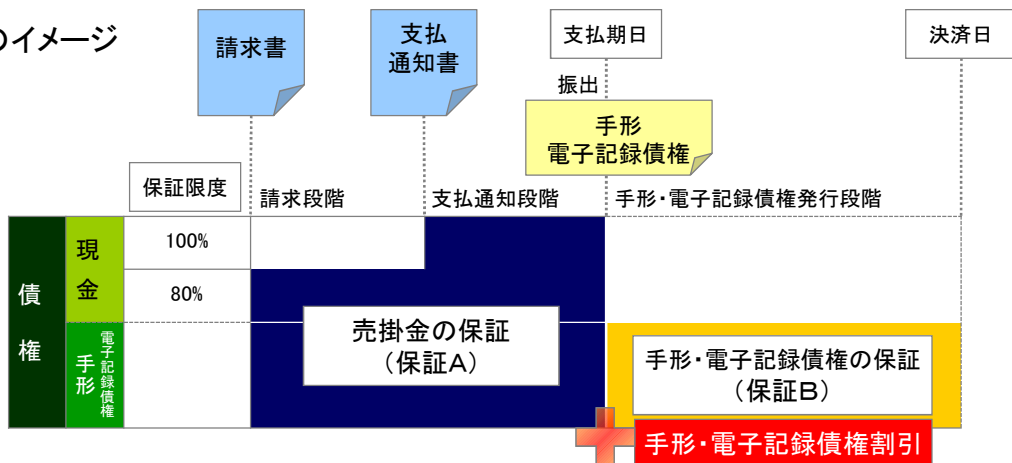 のイメージ
請求書
支払
通知書
支払期日
決済日
振出
手形
電子記録債権
保証限度
請求段階
支払通知段階
手形・電子記録債権発行段階
債権
現金
100%
80%
手形
電子記録債権
売掛金の保証
（保証A）
手形・電子記録債権の保証
（保証B）
手形・電子記録債権割引